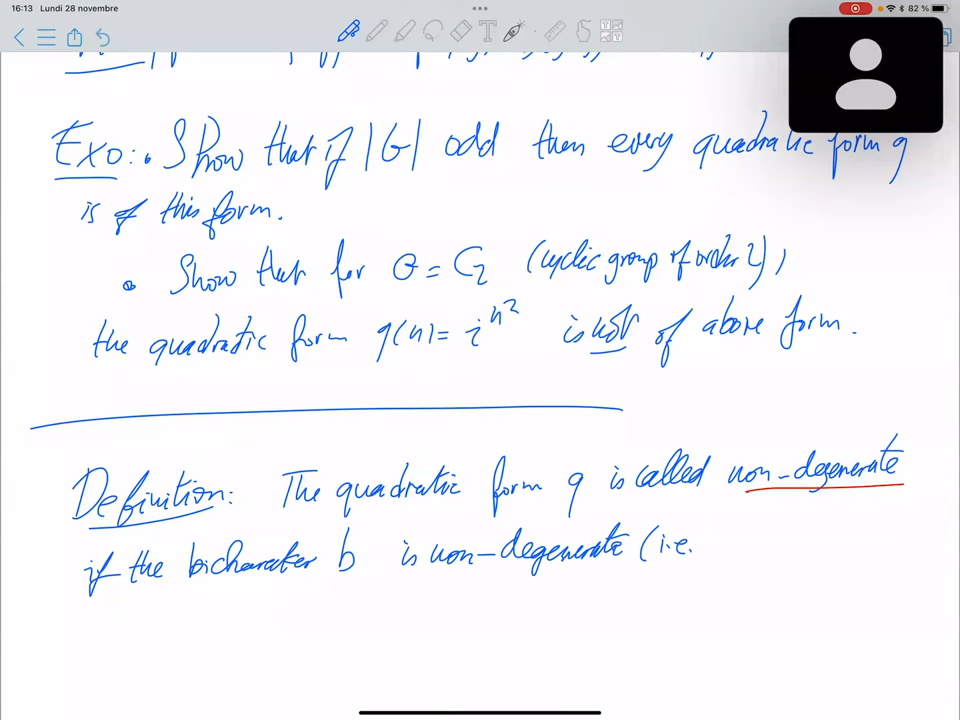 16:13 Lundi 28 novembre
82 %
Exo: • Show that if |G| odd then every quadratic form q
is of this form.
• Show that for G = C2 (cyclic group of order 2),
the quadratic form q(n) = i^n² is not of above form.
Definition: The quadratic form q is called non-degenerate
if the bicharacter b is non-degenerate (i.e.